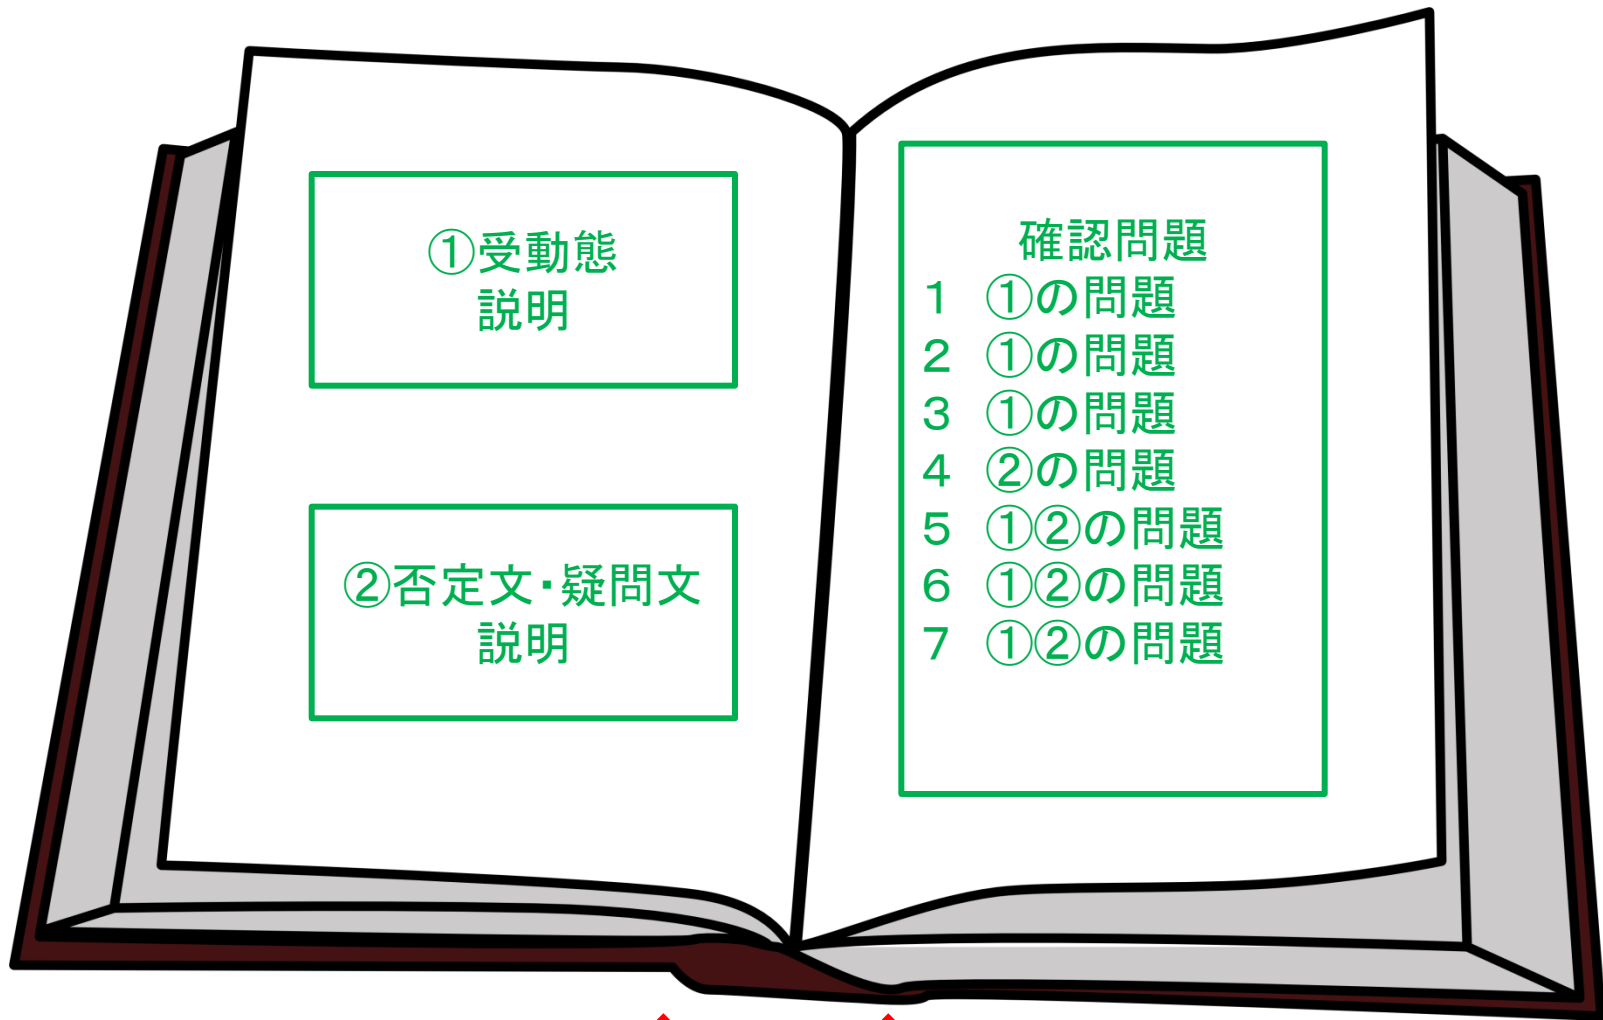 ①受動態
説明
②否定文・疑問文
説明
確認問題
１ ①の問題
２ ①の問題
３ ①の問題
４ ②の問題
５ ①②の問題
６ ①②の問題
７ ①②の問題